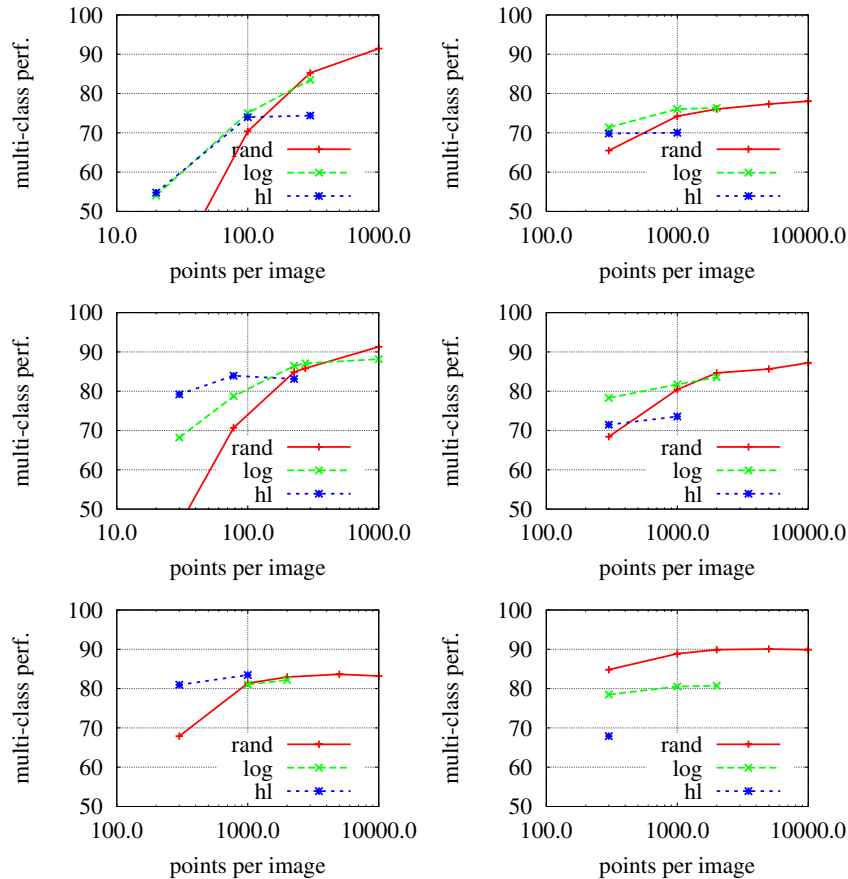 100
90
80
70
60
50
multi-class perf.
rand
log
hl
10.0 100.0 1000.0
points per image
100
90
80
70
60
50
multi-class perf.
rand
log
hl
100.0 1000.0 10000.0
points per image
100
90
80
70
60
50
multi-class perf.
rand
log
hl
10.0 100.0 1000.0
points per image
100
90
80
70
60
50
multi-class perf.
rand
log
hl
100.0 1000.0 10000.0
points per image
100
90
80
70
60
50
multi-class perf.
rand
log
hl
100.0 1000.0 10000.0
points per image
100
90
80
70
60
50
multi-class perf.
rand
log
hl
100.0 1000.0 10000.0
points per image